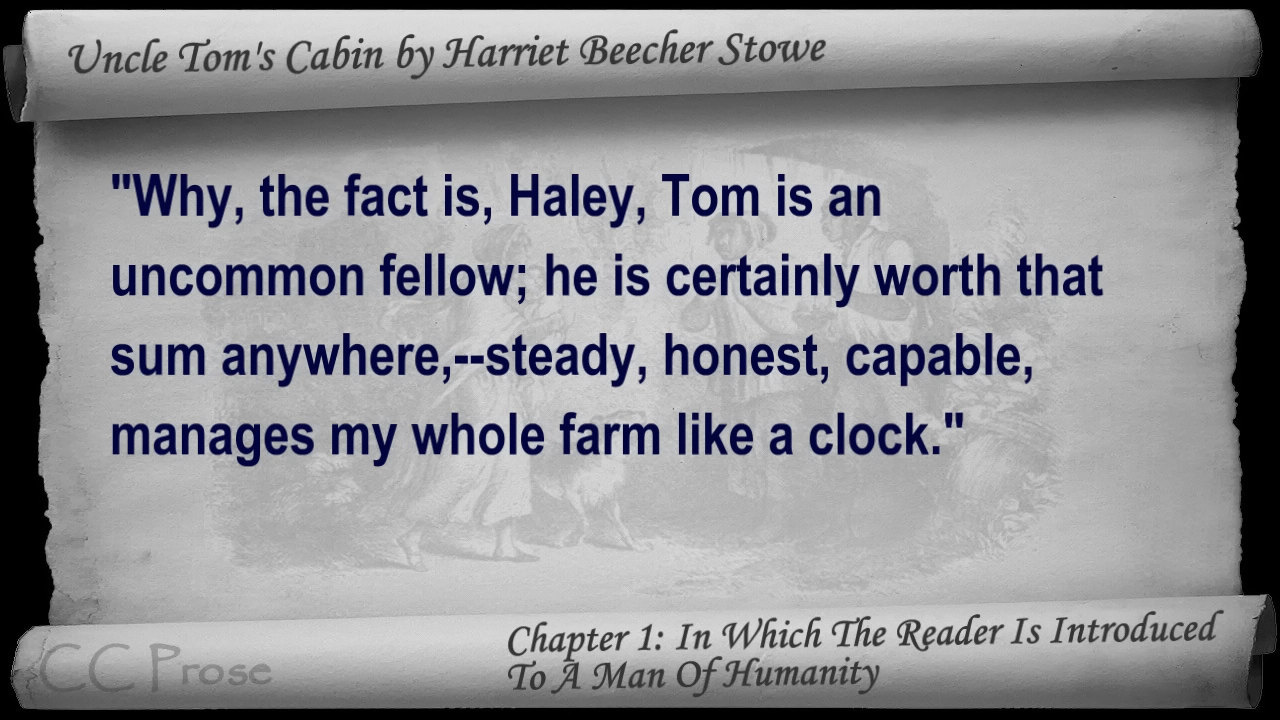 Uncle Tom's Cabin by Harriet Beecher Stowe
"Why, the fact is, Haley, Tom is an
uncommon fellow; he is certainly worth that
sum anywhere,--steady, honest, capable,
manages my whole farm like a clock."
CC Prose
Chapter 1: In Which The Reader Is Introduced
To A Man Of Humanity